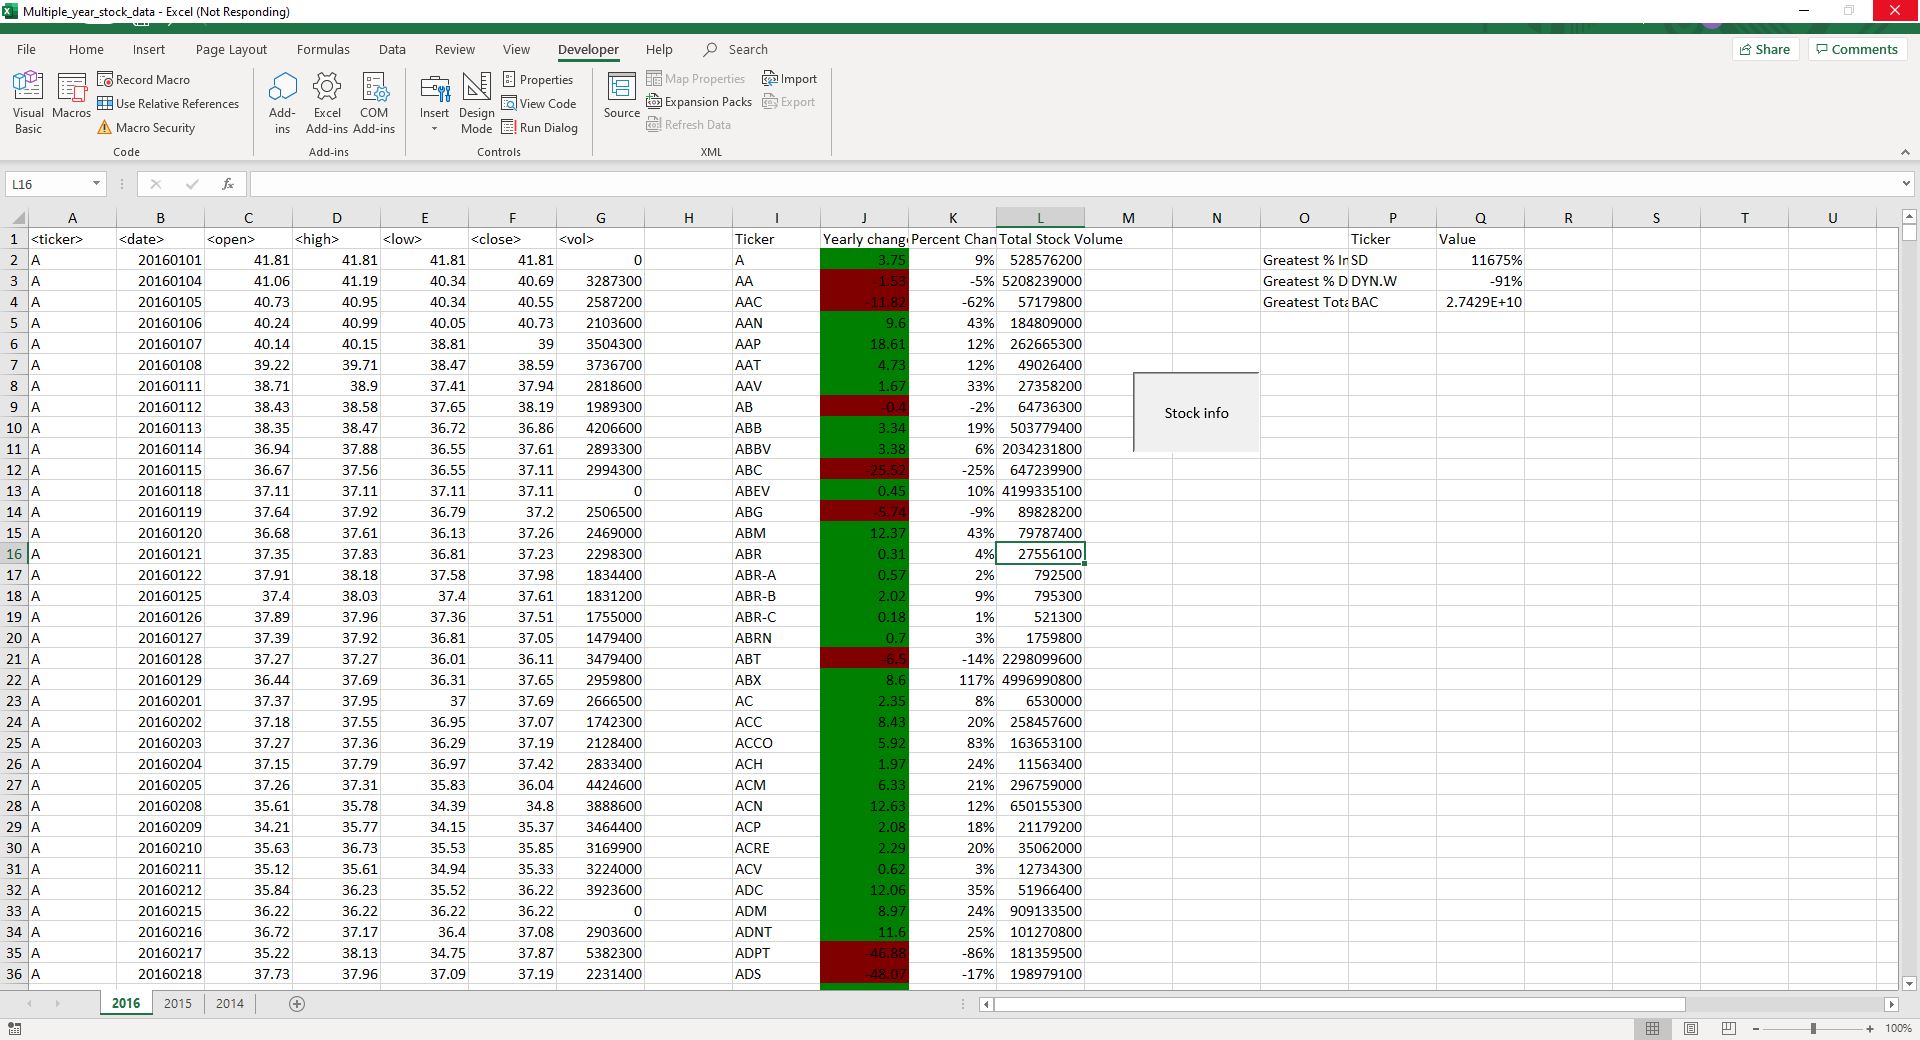 Multiple_year_stock_data - Excel (Not Responding)
File Home Insert Page Layout Formulas Data Review View Developer Help Search Share Comments
Visual Basic Macros Record Macro Use Relative References Macro Security Code
Add-ins Excel Add-ins COM Add-ins Add-ins
Insert Design Mode Properties View Code Run Dialog Controls
Source Map Properties Expansion Packs Refresh Data Import Export XML
L16 fx
A B C D E F G H I J K L M N O P Q R S T U
1 <ticker> <date> <open> <high> <low> <close> <vol> Ticker Yearly chang Percent Chan Total Stock Volume Ticker Value
2 A 20160101 41.81 41.81 41.81 41.81 0 A 3.75 9% 528576200 Greatest % In SD 11675%
3 A 20160104 41.06 41.19 40.34 40.69 3287300 AA -1.53 -5% 5208239000 Greatest % D DYN.W -91%
4 A 20160105 40.73 40.95 40.34 40.55 2587200 AAC -11.82 -62% 57179800 Greatest Tota BAC 2.7429E+10
5 A 20160106 40.24 40.99 40.05 40.73 2103600 AAN 9.6 43% 184809000
6 A 20160107 40.14 40.15 38.81 39 3504300 AAP 18.61 12% 262665300
7 A 20160108 39.22 39.71 38.47 38.59 3736700 AAT 4.73 12% 49026400
8 A 20160111 38.71 38.9 37.41 37.94 2818600 AAV 1.67 33% 27358200
9 A 20160112 38.43 38.58 37.65 38.19 1989300 AB -0.4 -2% 64736300
Stock info
10 A 20160113 38.35 38.47 36.72 36.86 4206600 ABB 3.34 19% 503779400
11 A 20160114 36.94 37.88 36.55 37.61 2893300 ABBV 3.38 6% 2034231800
12 A 20160115 36.67 37.56 36.55 37.11 2994300 ABC -25.52 -25% 647239900
13 A 20160118 37.11 37.11 37.11 37.11 0 ABEV 0.45 10% 4199335100
14 A 20160119 37.64 37.92 36.79 37.2 2506500 ABG -5.74 -9% 89828200
15 A 20160120 36.68 37.61 36.13 37.26 2469000 ABM 12.37 43% 79787400
16 A 20160121 37.35 37.83 36.81 37.23 2298300 ABR 0.31 4% 27556100
17 A 20160122 37.91 38.18 37.58 37.98 1834400 ABR-A 0.57 2% 792500
18 A 20160125 37.4 38.03 37.4 37.61 1831200 ABR-B 2.02 9% 795300
19 A 20160126 37.89 37.96 37.36 37.51 1755000 ABR-C 0.18 1% 521300
20 A 20160127 37.39 37.92 36.81 37.05 1479400 ABRN 0.7 3% 1759800
21 A 20160128 37.27 37.27 36.01 36.11 3479400 ABT -6.5 -14% 2298099600
22 A 20160129 36.44 37.69 36.31 37.65 2959800 ABX 8.6 117% 4996990800
23 A 20160201 37.37 37.95 37 37.69 2666500 AC 2.35 8% 6530000
24 A 20160202 37.18 37.55 36.95 37.07 1742300 ACC 8.43 20% 258457600
25 A 20160203 37.27 37.36 36.29 37.19 2128400 ACCO 5.92 83% 163653100
26 A 20160204 37.15 37.79 36.97 37.42 2833400 ACH 1.97 24% 11563400
27 A 20160205 37.26 37.31 35.83 36.04 4424600 ACM 6.33 21% 296759000
28 A 20160208 35.61 35.78 34.39 34.8 3888600 ACN 12.63 12% 650155300
29 A 20160209 34.21 35.77 34.15 35.37 3464400 ACP 2.08 18% 21179200
30 A 20160210 35.63 36.73 35.53 35.85 3169900 ACRE 2.29 20% 35062000
31 A 20160211 35.12 35.61 34.94 35.33 3224000 ACV 0.62 3% 12734300
32 A 20160212 35.84 36.23 35.52 36.22 3923600 ADC 12.06 35% 51966400
33 A 20160215 36.22 36.22 36.22 36.22 0 ADM 8.97 24% 909133500
34 A 20160216 36.72 37.17 36.4 37.08 2903600 ADNT 11.6 25% 101270800
35 A 20160217 35.22 38.13 34.75 37.87 5382300 ADPT -46.88 -86% 181359500
36 A 20160218 37.73 37.96 37.09 37.19 2231400 ADS -48.07 -17% 198979100
2016 2015 2014
100%